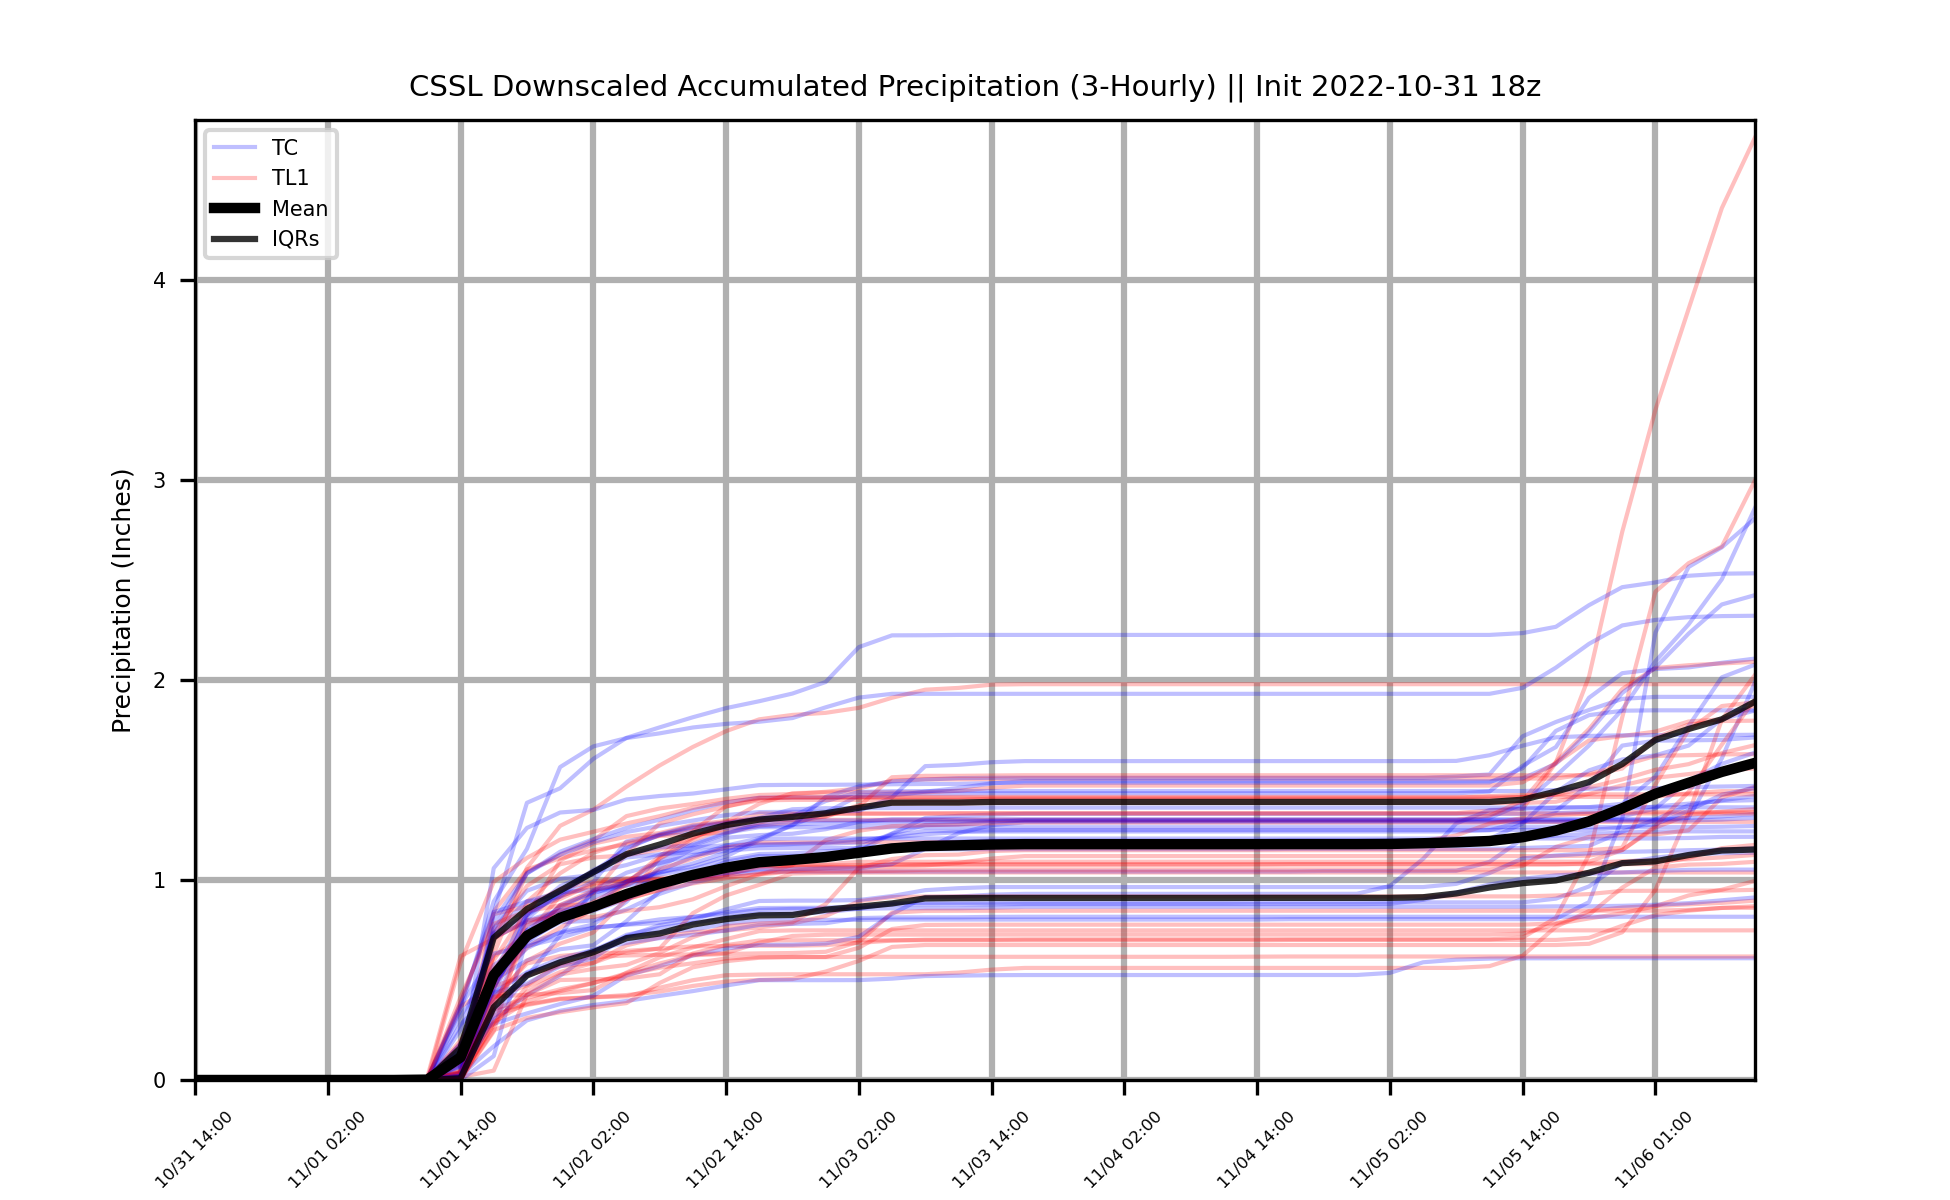 CSSL Downscaled Accumulated Precipitation (3-Hourly) || Init 2022-10-31 18z
TC
TL1
Mean
IQRs
Precipitation (Inches)
4
3
2
1
0
10/31 14:00
11/01 02:00
11/01 14:00
11/02 02:00
11/02 14:00
11/03 02:00
11/03 14:00
11/04 02:00
11/04 14:00
11/05 02:00
11/05 14:00
11/06 01:00